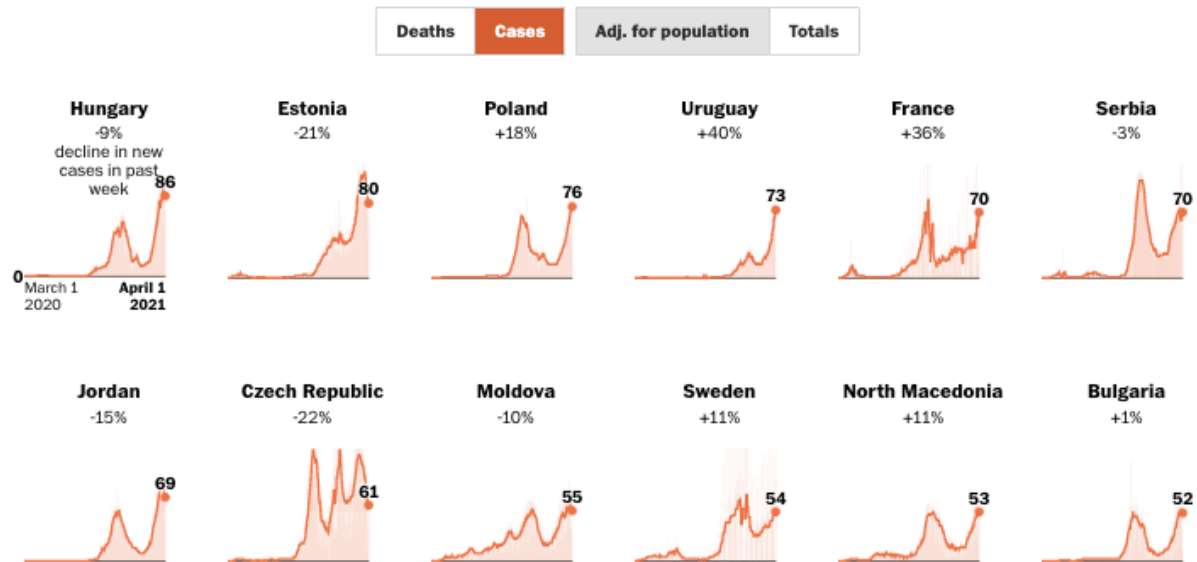 Deaths Cases Adj. for population Totals
Hungary Estonia Poland Uruguay France Serbia
-9% -21% +18% +40% +36% -3%
decline in new
cases in past
week
86 80 76 73 70 70
0
March 1 April 1
2020 2021
Jordan Czech Republic Moldova Sweden North Macedonia Bulgaria
-15% -22% -10% +11% +11% +1%
69 61 55 54 53 52